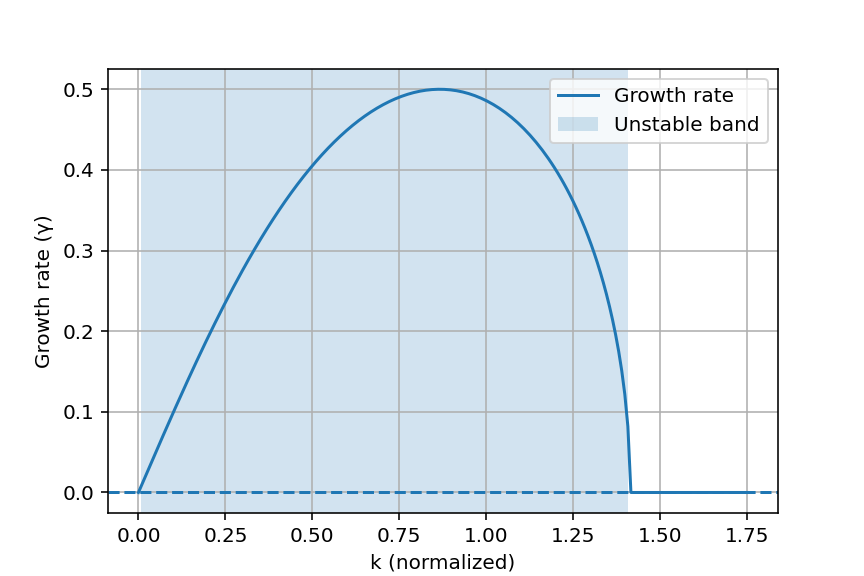 Growth rate
Unstable band
Growth rate (γ)
0.5
0.4
0.3
0.2
0.1
0.0
0.00 0.25 0.50 0.75 1.00 1.25 1.50 1.75
k (normalized)